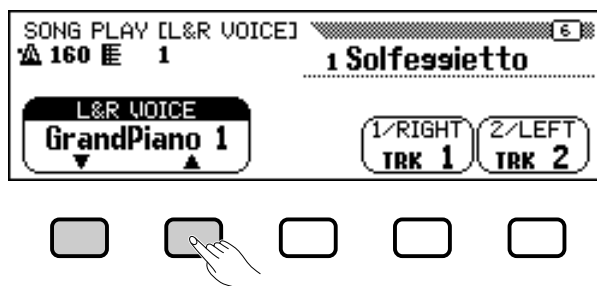 SONG PLAY [L&R VOICE] 6
160 1 1 Solfeggietto
L&R VOICE
GrandPiano 1
▼ ▲
1/RIGHT 2/LEFT
TRK 1 TRK 2